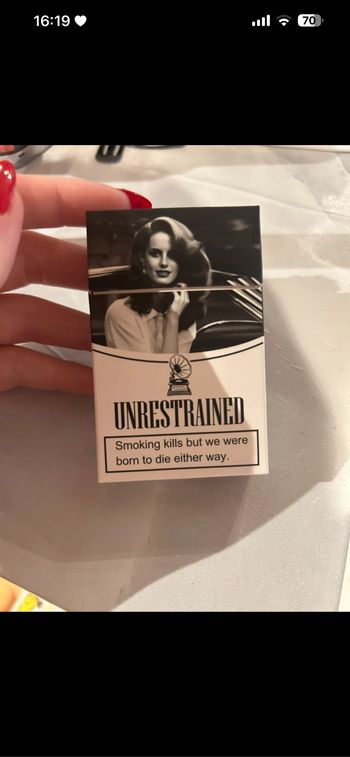 16:19
70
UNRESTRAINED
Smoking kills but we were
born to die either way.